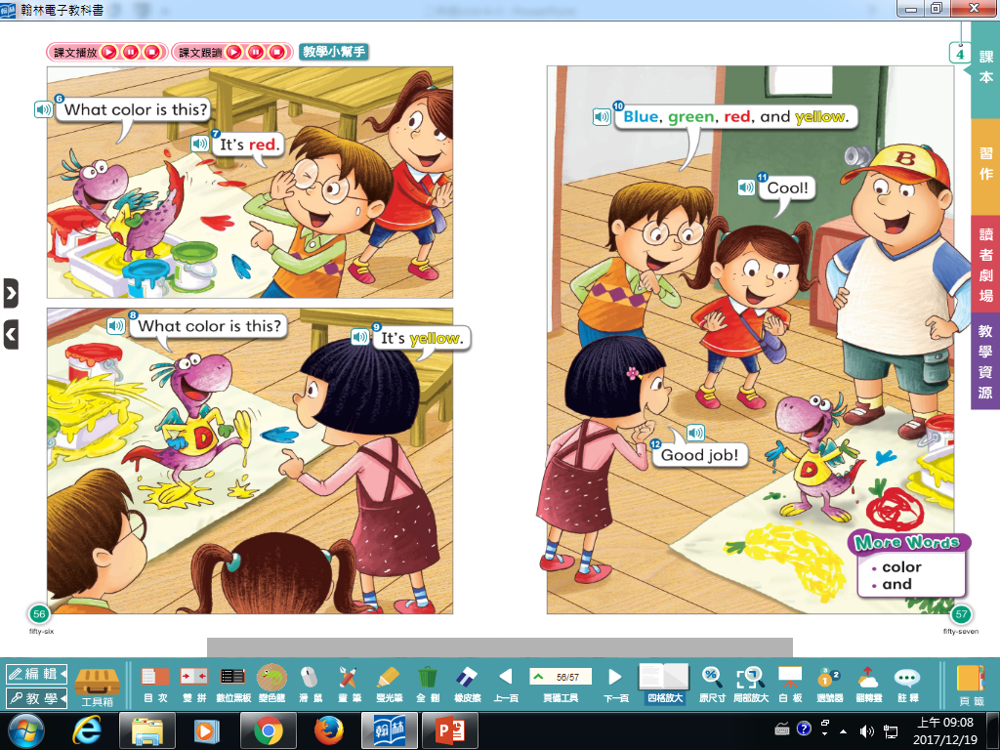 翰林電子教科書
課文播放 課文跟讀 教學小幫手
4
課本
習作
讀者劇場
教學資源
6 What color is this?
7 It's red.
8 What color is this?
9 It's yellow.
10 Blue, green, red, and yellow.
11 Cool!
12 Good job!
B
D
D
D
More Words
• color
• and
56
fifty-six
57
fifty-seven
編輯
教學
工具箱
目次 雙拼 數位黑板 變色龍 滑鼠 畫筆 螢光筆 全刪 橡皮擦 上一頁 56/57 頁碼工具 下一頁 四格放大 原尺寸 局部放大 白板 選號器 翻轉雲 註釋 頁籤
翰林
上午 09:08
2017/12/19